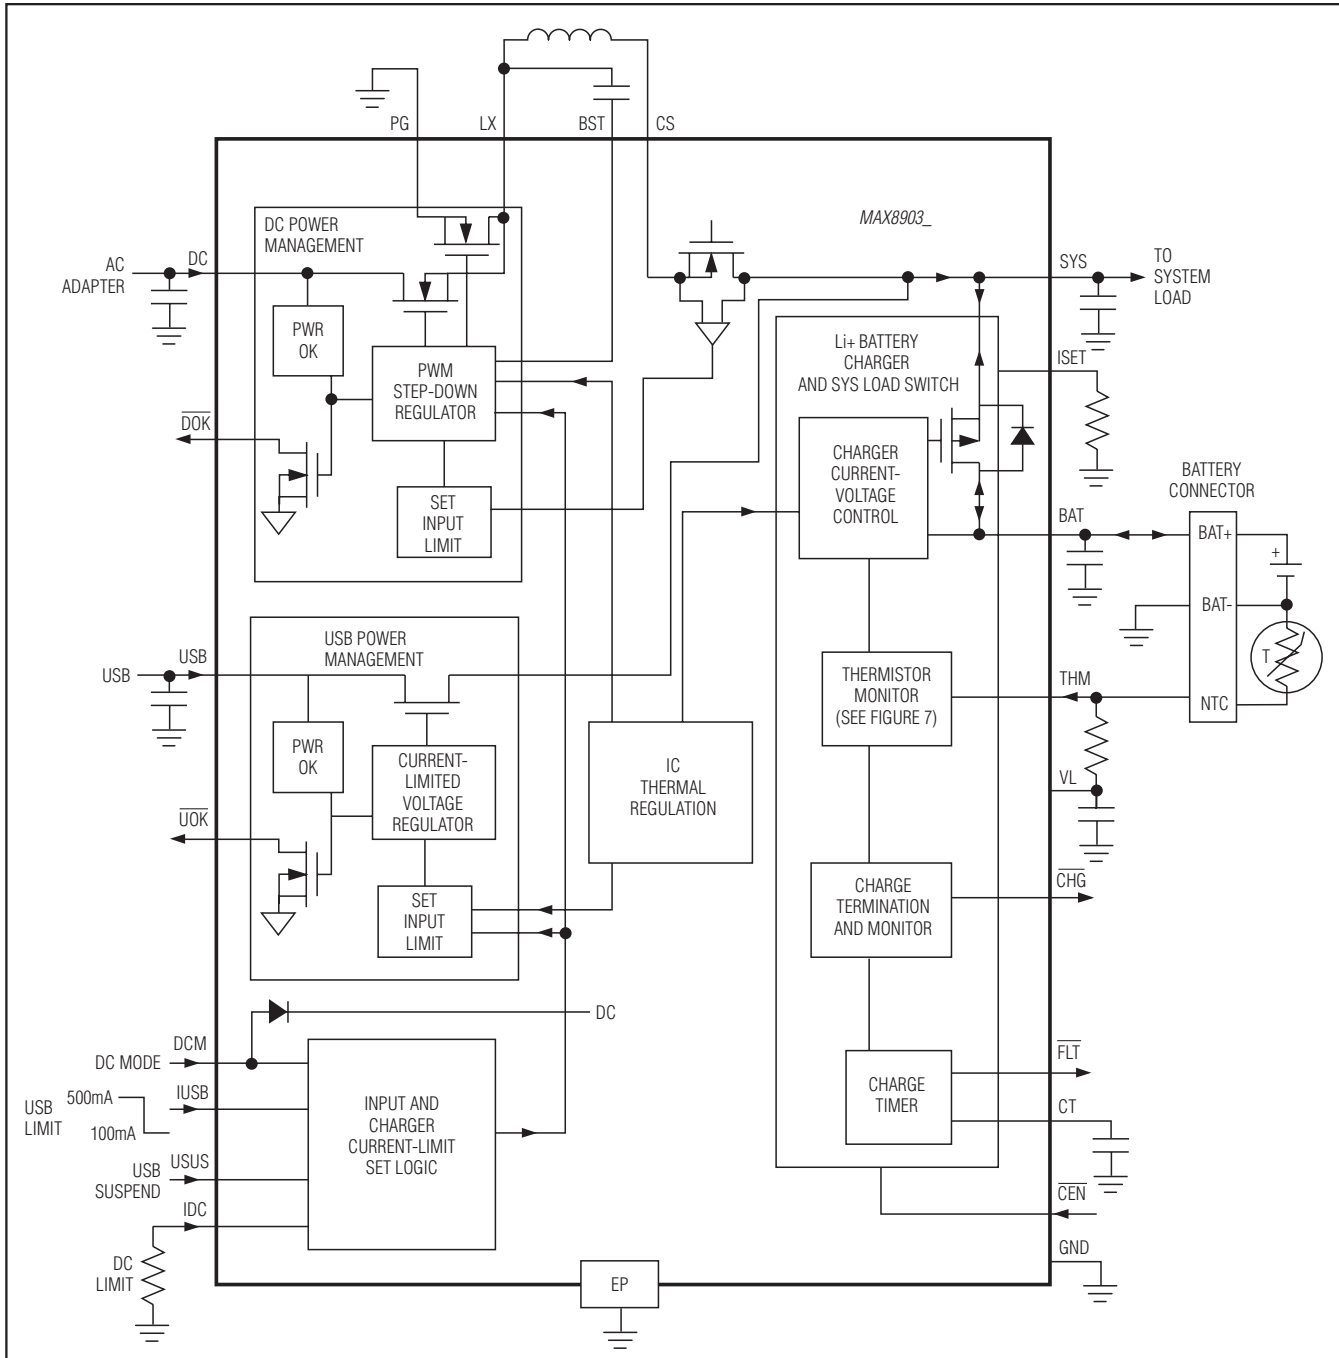 PG
LX
BST
CS
MAX8903_
DC POWER
MANAGEMENT
AC
ADAPTER
DC
PWR
OK
PWM
STEP-DOWN
REGULATOR
DOK
SET
INPUT
LIMIT
SYS
TO
SYSTEM
LOAD
Li+ BATTERY
CHARGER
AND SYS LOAD SWITCH
ISET
CHARGER
CURRENT-
VOLTAGE
CONTROL
BATTERY
CONNECTOR
BAT
BAT+
+
BAT-
T
NTC
USB POWER
MANAGEMENT
USB
USB
PWR
OK
CURRENT-
LIMITED
VOLTAGE
REGULATOR
UOK
SET
INPUT
LIMIT
IC
THERMAL
REGULATION
THERMISTOR
MONITOR
(SEE FIGURE 7)
THM
VL
CHARGE
TERMINATION
AND MONITOR
CHG
DC
DCM
DC MODE
IUSB
USB
LIMIT
500mA
100mA
USUS
USB
SUSPEND
IDC
DC
LIMIT
INPUT AND
CHARGER
CURRENT-LIMIT
SET LOGIC
CHARGE
TIMER
FLT
CT
CEN
GND
EP